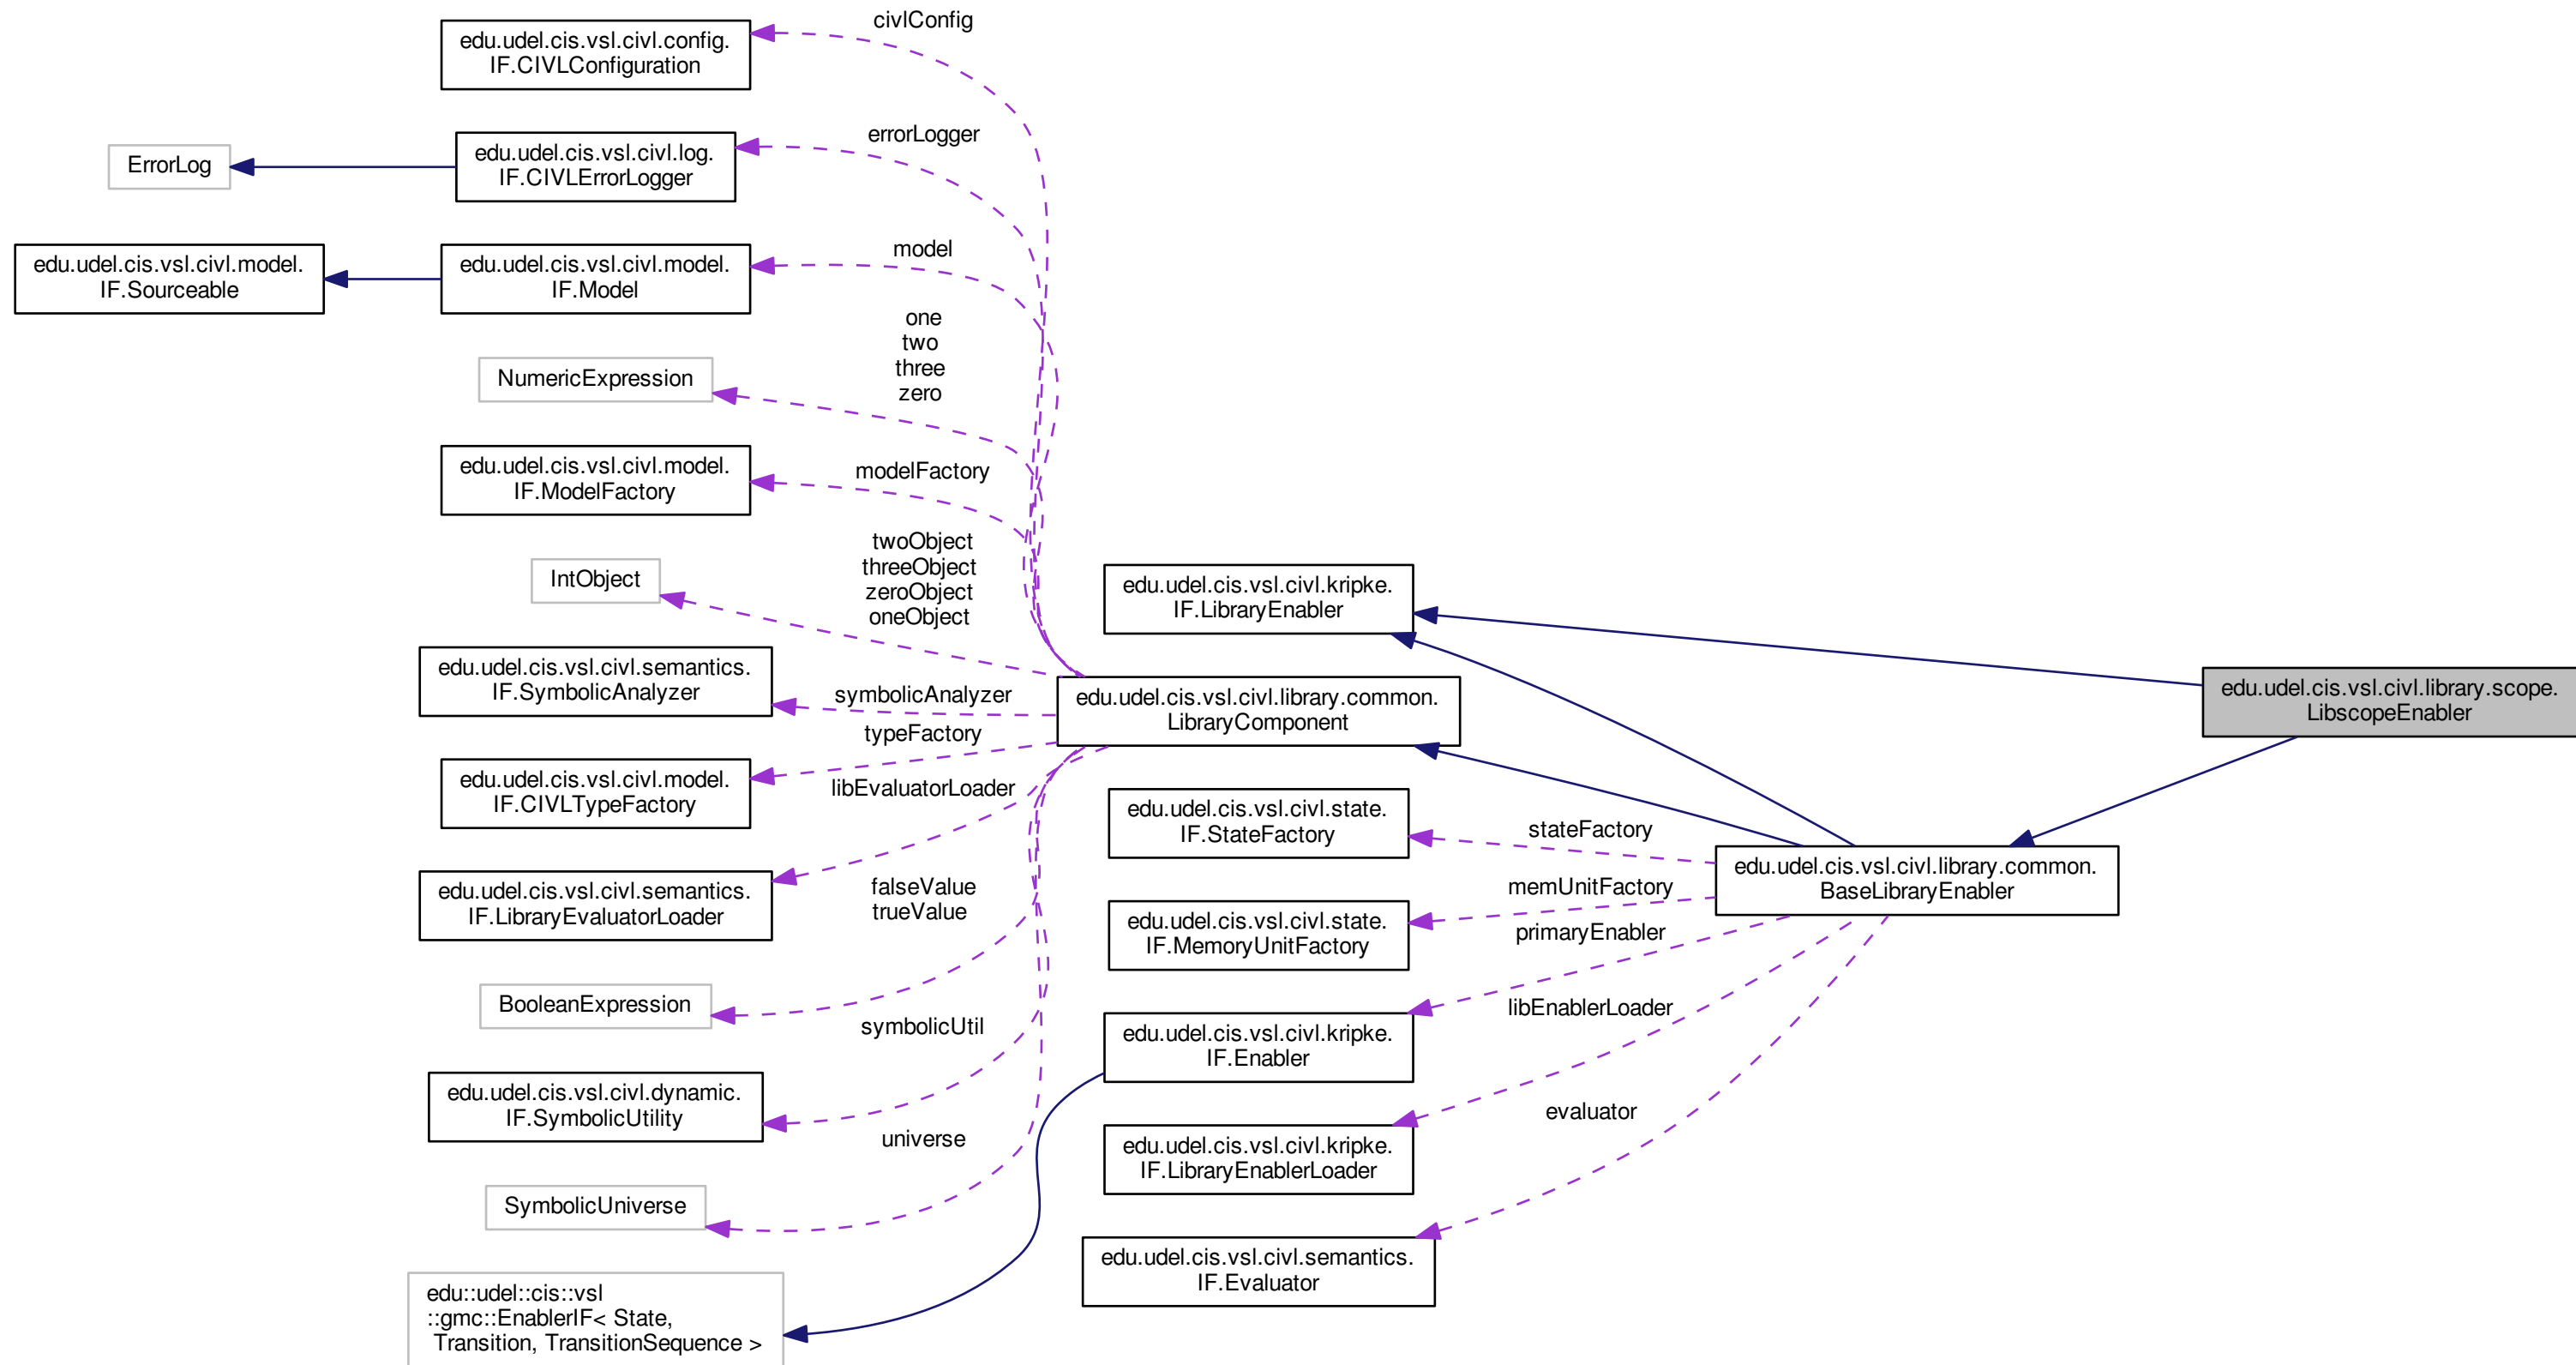 civlConfig
edu.udel.cis.vsl.civl.config.
IF.CIVLConfiguration
errorLogger
ErrorLog
edu.udel.cis.vsl.civl.log.
IF.CIVLErrorLogger
model
edu.udel.cis.vsl.civl.model.
IF.Sourceable
edu.udel.cis.vsl.civl.model.
IF.Model
one
two
three
zero
NumericExpression
modelFactory
edu.udel.cis.vsl.civl.model.
IF.ModelFactory
twoObject
threeObject
zeroObject
oneObject
IntObject
edu.udel.cis.vsl.civl.kripke.
IF.LibraryEnabler
edu.udel.cis.vsl.civl.semantics.
IF.SymbolicAnalyzer
symbolicAnalyzer
edu.udel.cis.vsl.civl.library.common.
LibraryComponent
edu.udel.cis.vsl.civl.library.scope.
LibscopeEnabler
typeFactory
edu.udel.cis.vsl.civl.model.
IF.CIVLTypeFactory
libEvaluatorLoader
edu.udel.cis.vsl.civl.state.
IF.StateFactory
stateFactory
edu.udel.cis.vsl.civl.library.common.
BaseLibraryEnabler
edu.udel.cis.vsl.civl.semantics.
IF.LibraryEvaluatorLoader
falseValue
trueValue
memUnitFactory
edu.udel.cis.vsl.civl.state.
IF.MemoryUnitFactory
primaryEnabler
BooleanExpression
symbolicUtil
edu.udel.cis.vsl.civl.kripke.
IF.Enabler
libEnablerLoader
edu.udel.cis.vsl.civl.dynamic.
IF.SymbolicUtility
universe
edu.udel.cis.vsl.civl.kripke.
IF.LibraryEnablerLoader
evaluator
SymbolicUniverse
edu.udel.cis.vsl.civl.semantics.
IF.Evaluator
edu::udel::cis::vsl
::gmc::EnablerIF< State,
Transition, TransitionSequence >